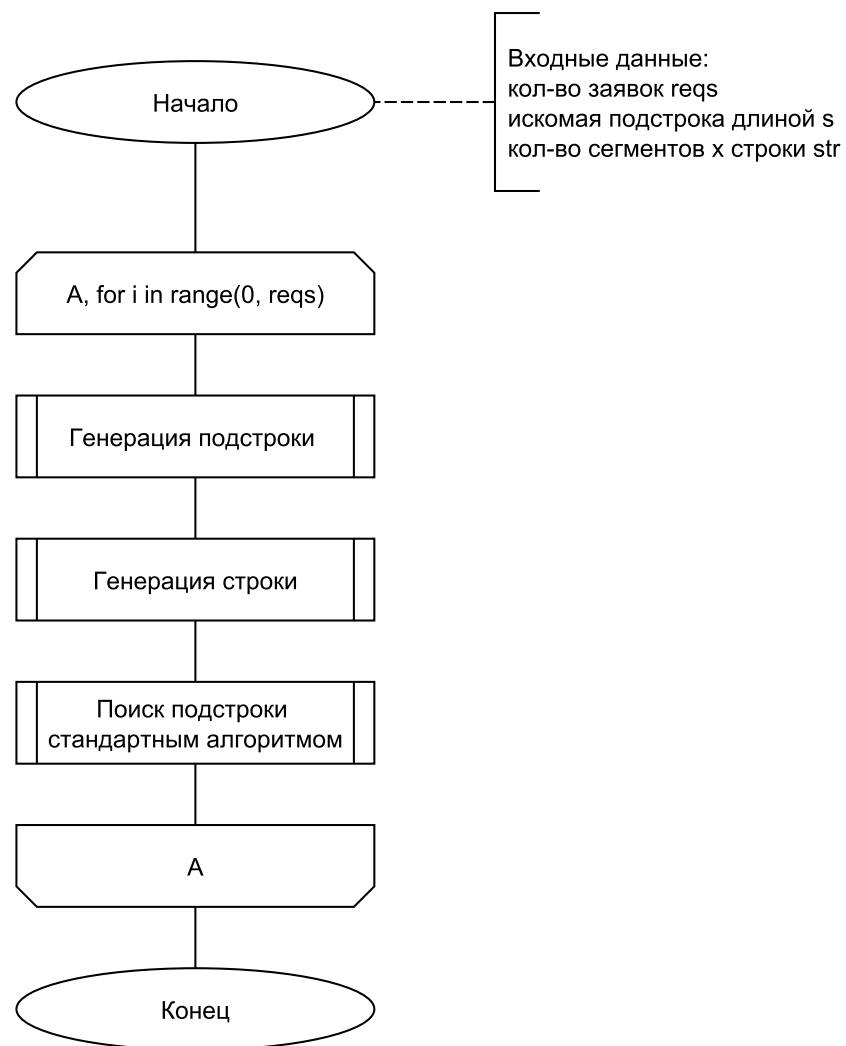 Начало
Входные данные:
кол-во заявок reqs
искомая подстрока длиной s
кол-во сегментов x строки str
A, for i in range(0, reqs)
Генерация подстроки
Генерация строки
Поиск подстроки
стандартным алгоритмом
A
Конец